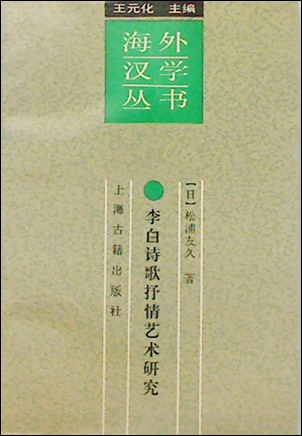 王元化 主编
海外
汉学
丛书
【日】松浦友久 著
李白诗歌抒情艺术研究
上海古籍出版社